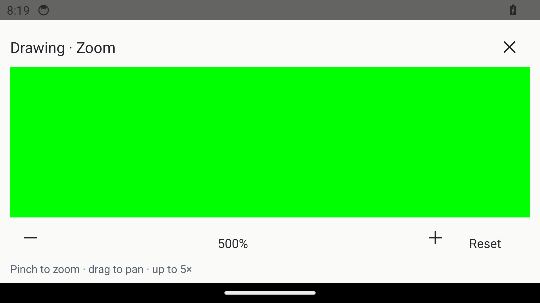 8:19
Drawing · Zoom
500%
Reset
Pinch to zoom · drag to pan · up to 5×